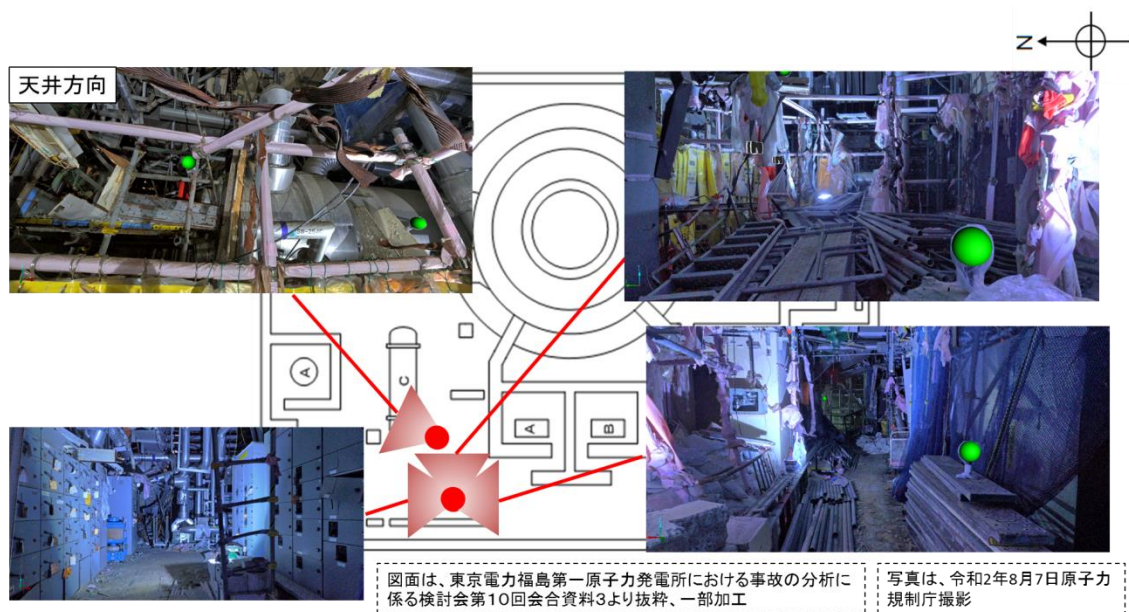 N
天井方向
A
C
A
B
図面は、東京電力福島第一原子力発電所における事故の分析に
係る検討会第10回会合資料3より抜粋、一部加工
写真は、令和2年8月7日原子力
規制庁撮影